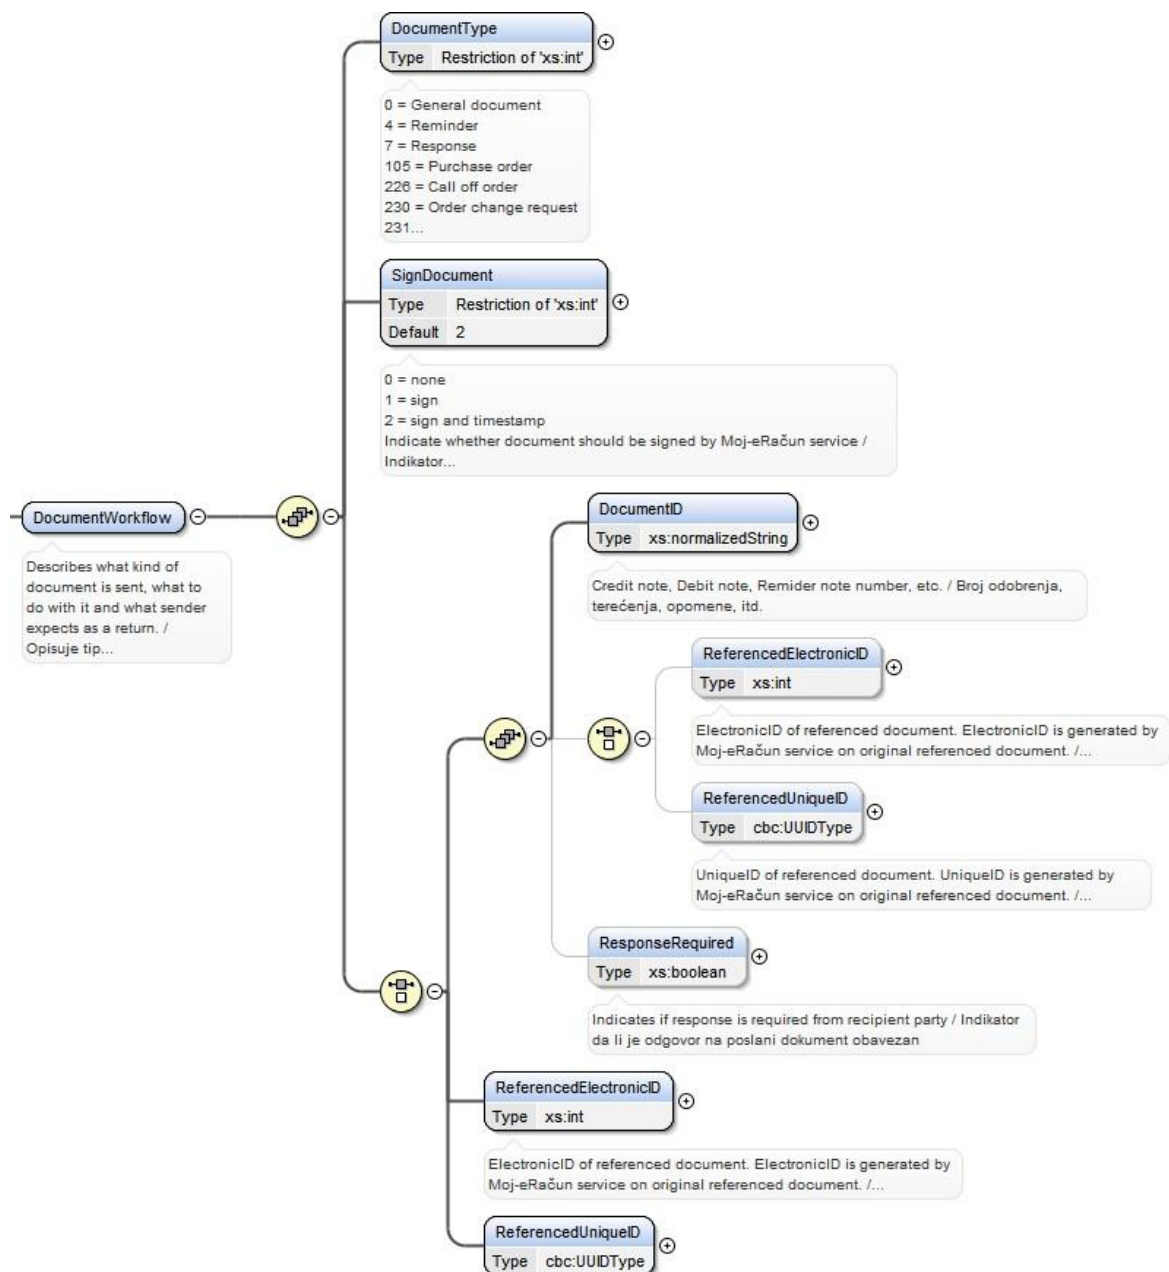 DocumentType
Type Restriction of 'xs:int'
0 = General document
4 = Reminder
7 = Response
105 = Purchase order
226 = Call off order
230 = Order change request
231...
SignDocument
Type Restriction of 'xs:int'
Default 2
0 = none
1 = sign
2 = sign and timestamp
Indicate whether document should be signed by Moj-eRačun service /
Indikator...
DocumentWorkflow
Describes what kind of
document is sent, what to
do with it and what sender
expects as a return. /
Opisuje tip...
DocumentID
Type xs:normalizedString
Credit note, Debit note, Remider note number, etc. / Broj odobrenja,
terećenja, opomene, itd.
ReferencedElectronicID
Type xs:int
ElectronicID of referenced document. ElectronicID is generated by
Moj-eRačun service on original referenced document. /...
ReferencedUniqueID
Type cbc:UUIDType
UniqueID of referenced document. UniqueID is generated by
Moj-eRačun service on original referenced document. /...
ResponseRequired
Type xs:boolean
Indicates if response is required from recipient party / Indikator
da li je odgovor na poslani dokument obavezan
ReferencedElectronicID
Type xs:int
ElectronicID of referenced document. ElectronicID is generated by
Moj-eRačun service on original referenced document. /...
ReferencedUniqueID
Type cbc:UUIDType